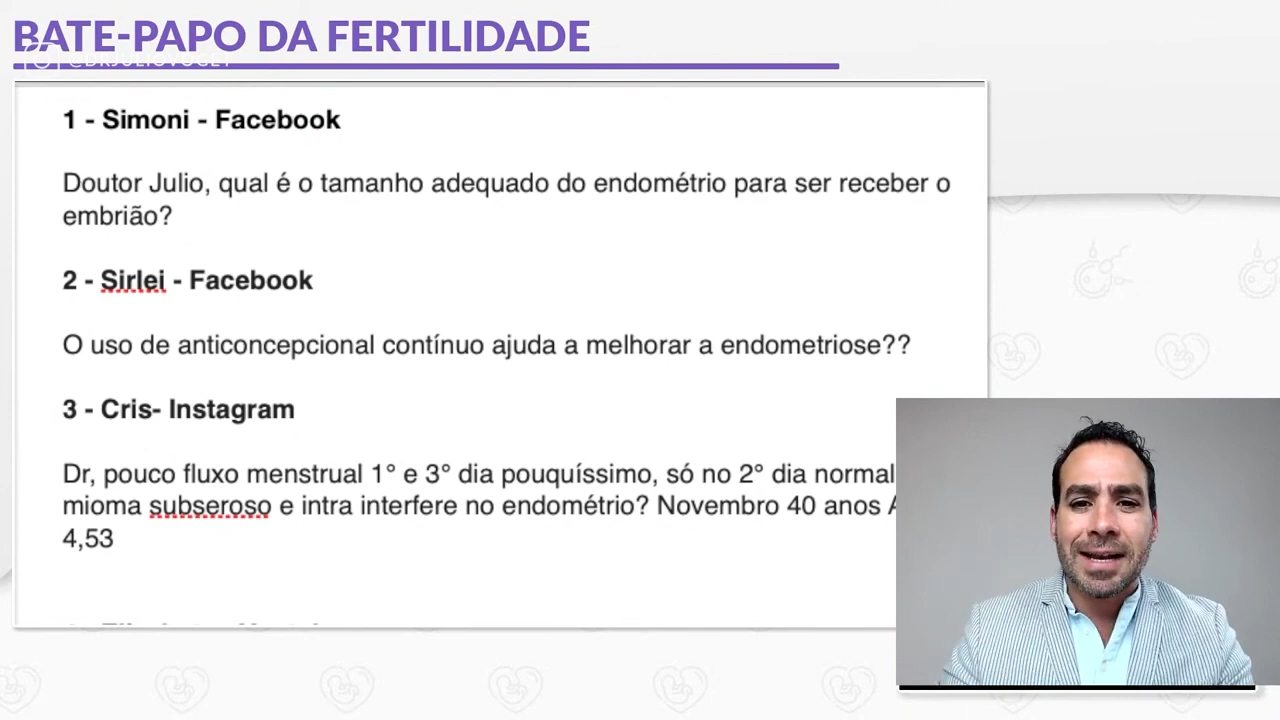 BATE-PAPO DA FERTILIDADE
@DRJULIOVOGET
1 - Simoni - Facebook
Doutor Julio, qual é o tamanho adequado do endométrio para ser receber o
embrião?
2 - Sirlei - Facebook
O uso de anticoncepcional contínuo ajuda a melhorar a endometriose??
3 - Cris- Instagram
Dr, pouco fluxo menstrual 1° e 3° dia pouquíssimo, só no 2° dia normal
mioma subseroso e intra interfere no endométrio? Novembro 40 anos
4,53